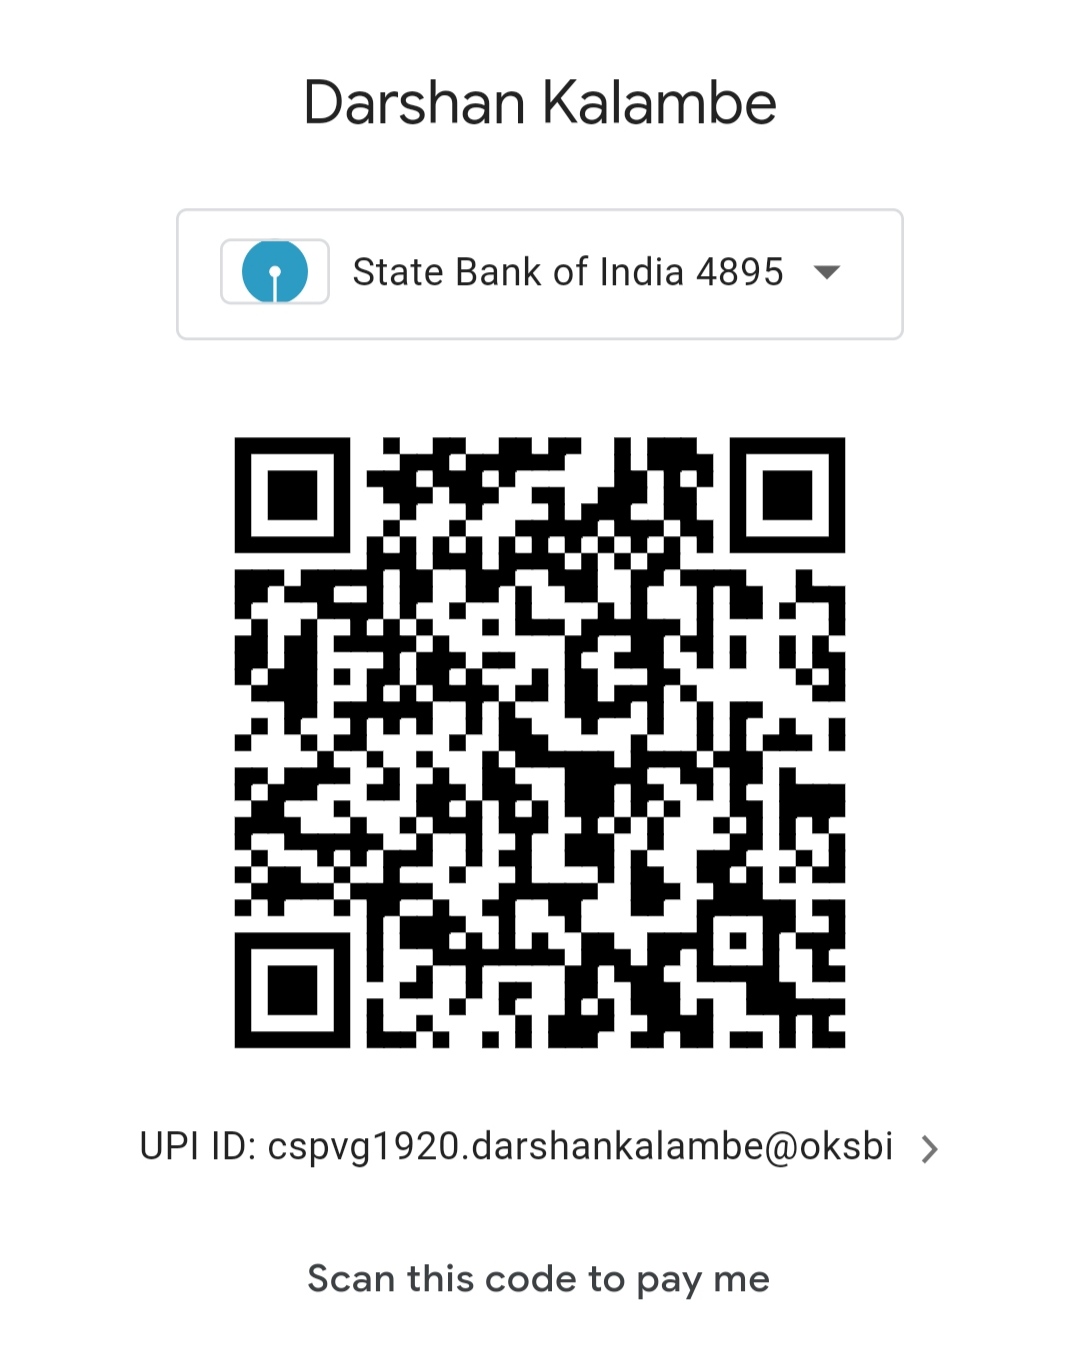 Darshan Kalambe
State Bank of India 4895
UPI ID: cspvg1920.darshankalambe@oksbi
Scan this code to pay me